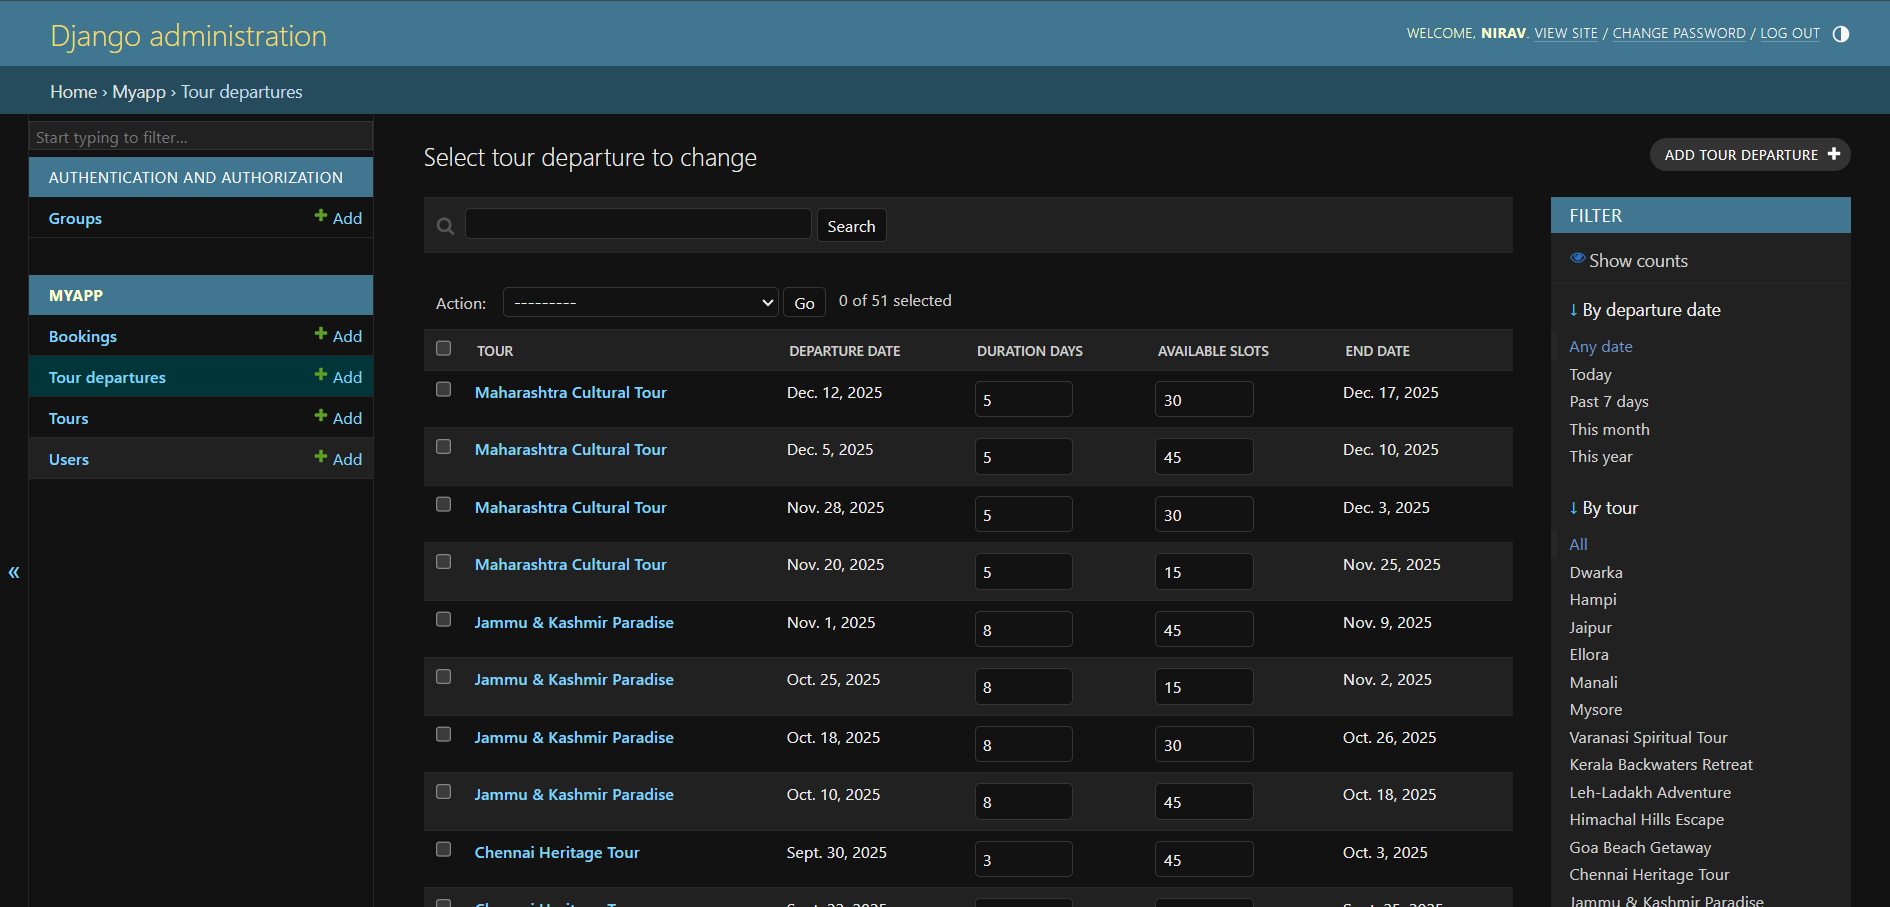 Django administration
WELCOME, NIRAV. VIEW SITE / CHANGE PASSWORD / LOG OUT
Home › Myapp › Tour departures
Start typing to filter...
AUTHENTICATION AND AUTHORIZATION
Groups + Add
MYAPP
Bookings + Add
Tour departures + Add
Tours + Add
Users + Add
«
Select tour departure to change
ADD TOUR DEPARTURE +
Search
Action: --------- Go 0 of 51 selected
TOUR DEPARTURE DATE DURATION DAYS AVAILABLE SLOTS END DATE
Maharashtra Cultural Tour Dec. 12, 2025 5 30 Dec. 17, 2025
Maharashtra Cultural Tour Dec. 5, 2025 5 45 Dec. 10, 2025
Maharashtra Cultural Tour Nov. 28, 2025 5 30 Dec. 3, 2025
Maharashtra Cultural Tour Nov. 20, 2025 5 15 Nov. 25, 2025
Jammu & Kashmir Paradise Nov. 1, 2025 8 45 Nov. 9, 2025
Jammu & Kashmir Paradise Oct. 25, 2025 8 15 Nov. 2, 2025
Jammu & Kashmir Paradise Oct. 18, 2025 8 30 Oct. 26, 2025
Jammu & Kashmir Paradise Oct. 10, 2025 8 45 Oct. 18, 2025
Chennai Heritage Tour Sept. 30, 2025 3 45 Oct. 3, 2025
FILTER
Show counts
↓ By departure date
Any date
Today
Past 7 days
This month
This year
↓ By tour
All
Dwarka
Hampi
Jaipur
Ellora
Manali
Mysore
Varanasi Spiritual Tour
Kerala Backwaters Retreat
Leh-Ladakh Adventure
Himachal Hills Escape
Goa Beach Getaway
Chennai Heritage Tour
Jammu & Kashmir Paradise